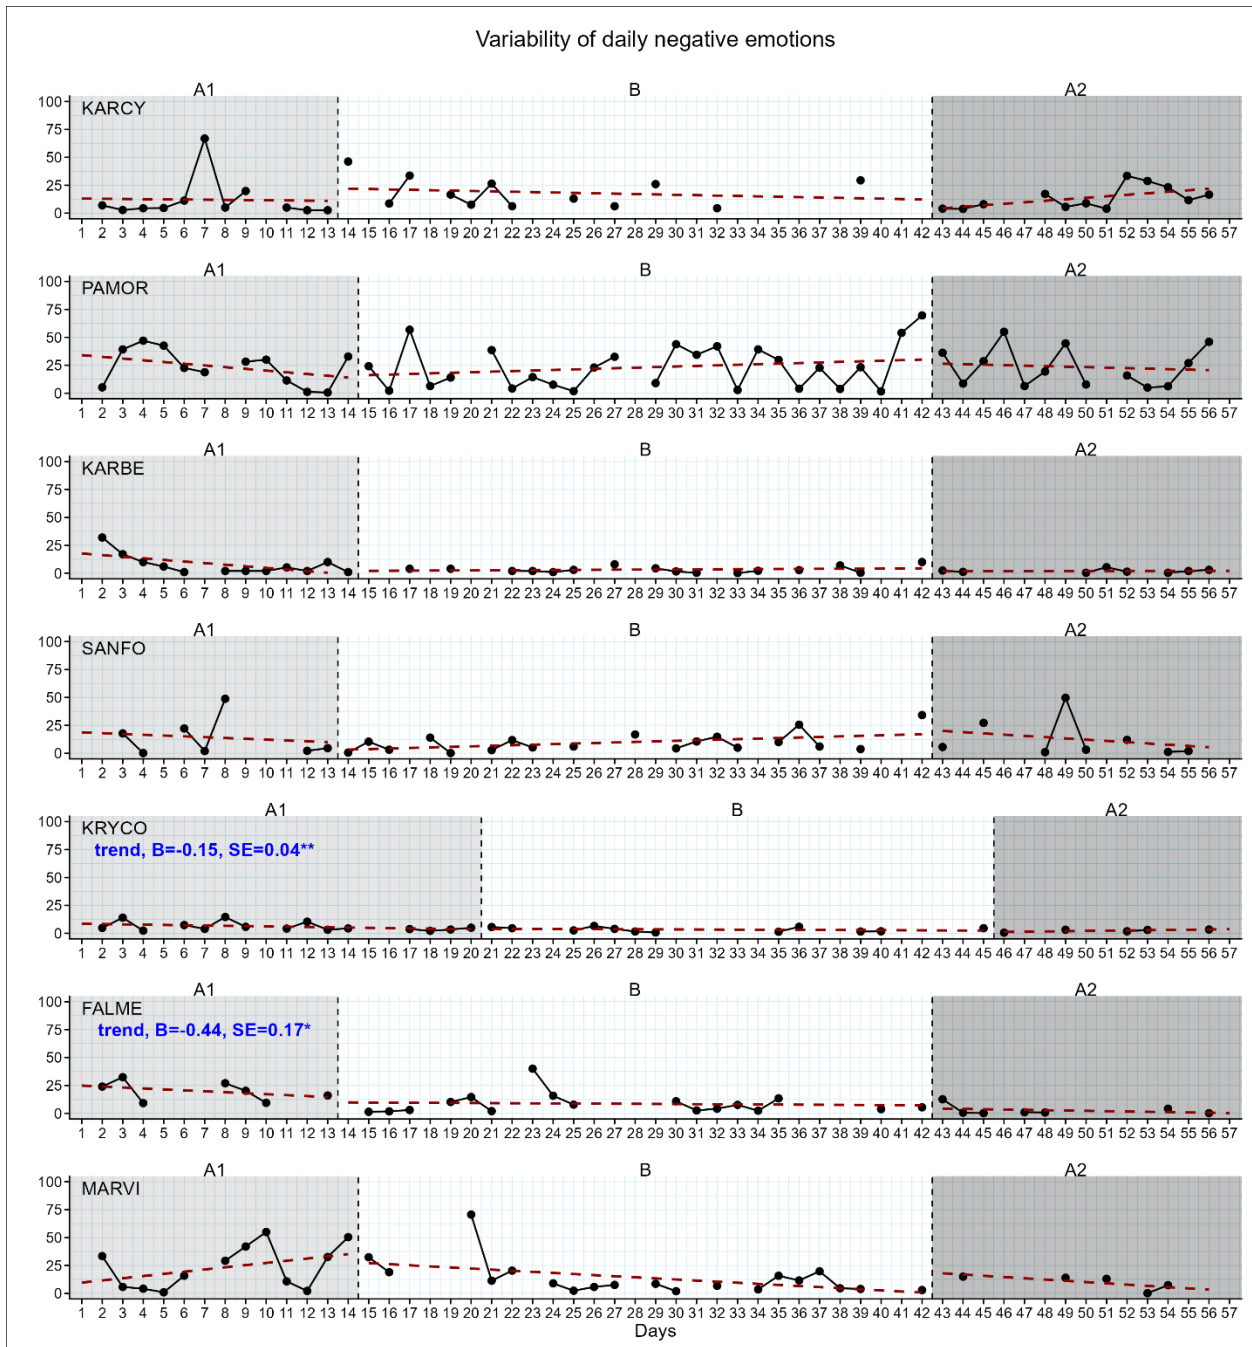 Variability of daily negative emotions
A1 B A2
KARCY
100
75
50
25
0
1 2 3 4 5 6 7 8 9 10 11 12 13 14 15 16 17 18 19 20 21 22 23 24 25 26 27 28 29 30 31 32 33 34 35 36 37 38 39 40 41 42 43 44 45 46 47 48 49 50 51 52 53 54 55 56 57
A1 B A2
PAMOR
100
75
50
25
0
1 2 3 4 5 6 7 8 9 10 11 12 13 14 15 16 17 18 19 20 21 22 23 24 25 26 27 28 29 30 31 32 33 34 35 36 37 38 39 40 41 42 43 44 45 46 47 48 49 50 51 52 53 54 55 56 57
A1 B A2
KARBE
100
75
50
25
0
1 2 3 4 5 6 7 8 9 10 11 12 13 14 15 16 17 18 19 20 21 22 23 24 25 26 27 28 29 30 31 32 33 34 35 36 37 38 39 40 41 42 43 44 45 46 47 48 49 50 51 52 53 54 55 56 57
A1 B A2
SANFO
100
75
50
25
0
1 2 3 4 5 6 7 8 9 10 11 12 13 14 15 16 17 18 19 20 21 22 23 24 25 26 27 28 29 30 31 32 33 34 35 36 37 38 39 40 41 42 43 44 45 46 47 48 49 50 51 52 53 54 55 56 57
A1 B A2
KRYCO
trend, B=-0.15, SE=0.04**
100
75
50
25
0
1 2 3 4 5 6 7 8 9 10 11 12 13 14 15 16 17 18 19 20 21 22 23 24 25 26 27 28 29 30 31 32 33 34 35 36 37 38 39 40 41 42 43 44 45 46 47 48 49 50 51 52 53 54 55 56 57
A1 B A2
FALME
trend, B=-0.44, SE=0.17*
100
75
50
25
0
1 2 3 4 5 6 7 8 9 10 11 12 13 14 15 16 17 18 19 20 21 22 23 24 25 26 27 28 29 30 31 32 33 34 35 36 37 38 39 40 41 42 43 44 45 46 47 48 49 50 51 52 53 54 55 56 57
A1 B A2
MARVI
100
75
50
25
0
1 2 3 4 5 6 7 8 9 10 11 12 13 14 15 16 17 18 19 20 21 22 23 24 25 26 27 28 29 30 31 32 33 34 35 36 37 38 39 40 41 42 43 44 45 46 47 48 49 50 51 52 53 54 55 56 57
Days